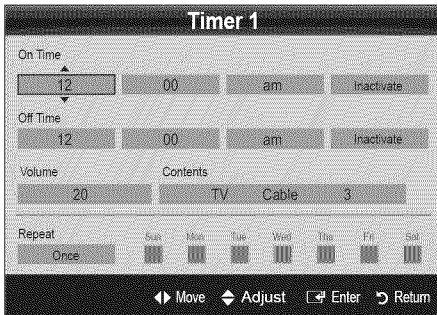 Timer 1
On Time
12 00 am Inactivate
Off Time
12 00 am Inactivate
Volume Contents
20 TV Cable 3
Repeat Sun Mon Tue Wed Thu Fri Sat
Once
Move Adjust Enter Return